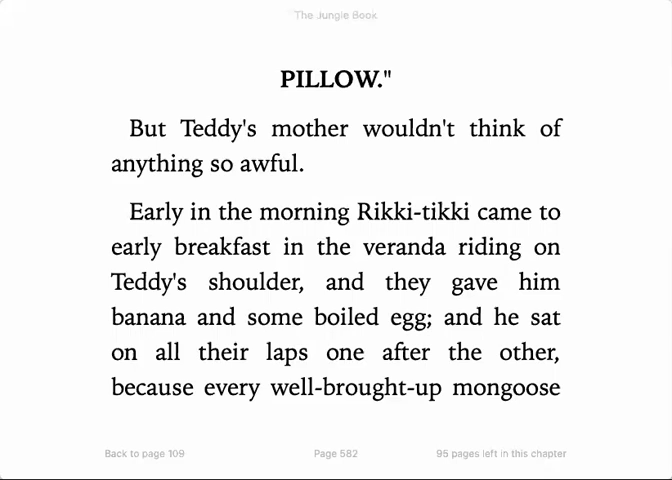 The Jungle Book
PILLOW."
But Teddy's mother wouldn't think of
anything so awful.
Early in the morning Rikki-tikki came to
early breakfast in the veranda riding on
Teddy's shoulder, and they gave him
banana and some boiled egg; and he sat
on all their laps one after the other,
because every well-brought-up mongoose
Back to page 109 Page 582 95 pages left in this chapter